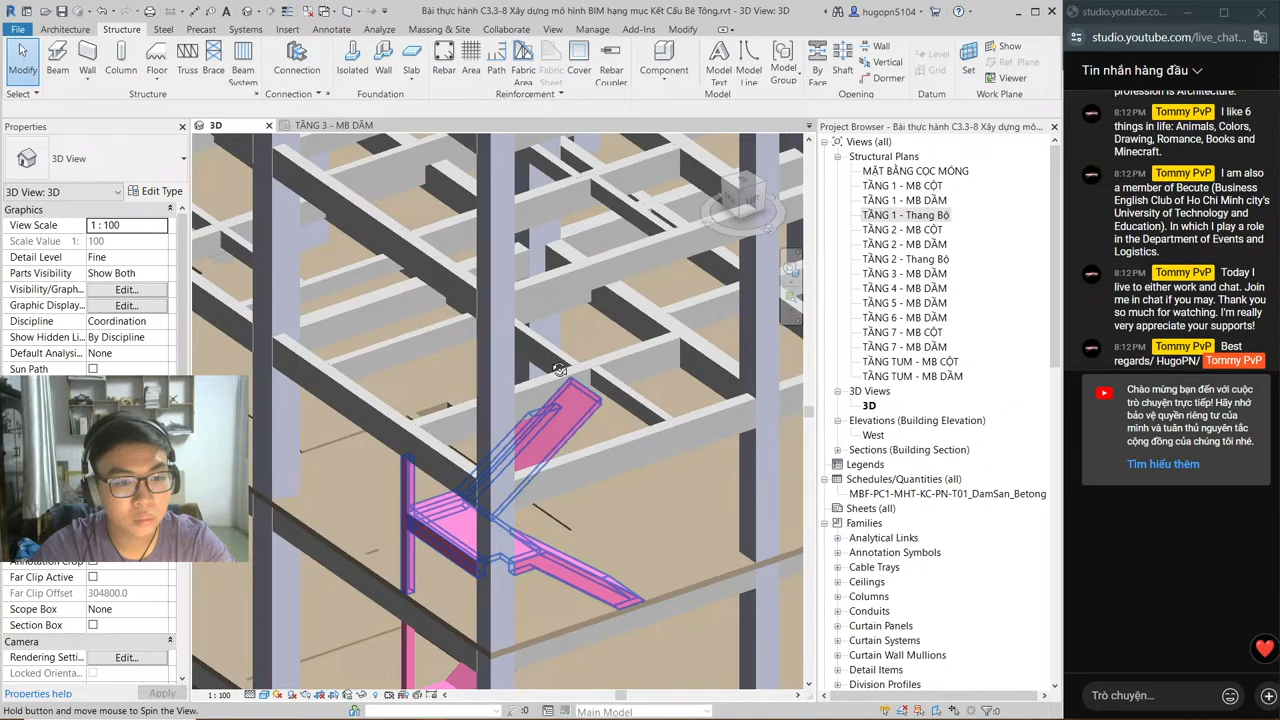 Bài thực hành C3.3-8 Xây dựng mô hình BIM hạng mục Kết Cấu Bê Tông.rvt - 3D View: 3D
hugopn5104
File
Architecture
Structure
Steel
Precast
Systems
Insert
Annotate
Analyze
Massing & Site
Collaborate
View
Manage
Add-Ins
Modify
Modify
Beam
Wall
Column
Floor
Truss
Brace
Beam System
Connection
Isolated
Wall
Slab
Rebar
Area
Path
Fabric Area
Fabric Sheet
Cover
Rebar Coupler
Component
Model Text
Model Line
Model Group
By Face
Shaft
Wall
Vertical
Dormer
Level
Grid
Set
Show
Ref. Plane
Viewer
Select
Structure
Connection
Foundation
Reinforcement
Model
Opening
Datum
Work Plane
Properties
3D View
3D View: 3D
Edit Type
Graphics
View Scale
1 : 100
Scale Value 1:
100
Detail Level
Fine
Parts Visibility
Show Both
Visibility/Graph...
Edit...
Graphic Display...
Edit...
Discipline
Coordination
Show Hidden Li...
By Discipline
Default Analysi...
None
Sun Path
Far Clip Active
Far Clip Offset
304800.0
Scope Box
None
Section Box
Camera
Rendering Setti...
Edit...
Locked Orienta...
Properties help
Apply
3D
TẦNG 3 - MB DẦM
LEFT
1 : 100
Project Browser - Bài thực hành C3.3-8 Xây dựng mô...
Views (all)
Structural Plans
MẶT BẰNG CỌC MÓNG
TẦNG 1 - MB CỘT
TẦNG 1 - MB DẦM
TẦNG 1 - Thang Bộ
TẦNG 2 - MB CỘT
TẦNG 2 - MB DẦM
TẦNG 2 - Thang Bộ
TẦNG 3 - MB DẦM
TẦNG 4 - MB DẦM
TẦNG 5 - MB DẦM
TẦNG 6 - MB DẦM
TẦNG 7 - MB CỘT
TẦNG 7 - MB DẦM
TẦNG TUM - MB CỘT
TẦNG TUM - MB DẦM
3D Views
3D
Elevations (Building Elevation)
West
Sections (Building Section)
Legends
Schedules/Quantities (all)
MBF-PC1-MHT-KC-PN-T01_DamSan_Betong
Sheets (all)
Families
Analytical Links
Annotation Symbols
Cable Trays
Ceilings
Columns
Conduits
Curtain Panels
Curtain Systems
Curtain Wall Mullions
Detail Items
Division Profiles
Hold button and move mouse to Spin the View.
:0
Main Model
:0
studio.youtube.co...
studio.youtube.com/live_chat...
Tin nhắn hàng đầu
profession is Architecture.
8:12 PM Tommy PvP I like 6
things in life: Animals, Colors,
Drawing, Romance, Books and
Minecraft.
8:12 PM Tommy PvP I am also
a member of Becute (Business
English Club of Ho Chi Minh city's
University of Technology and
Education). In which I play a role
in the Department of Events and
Logistics.
8:12 PM Tommy PvP Today I
live to either work and chat. Join
me in chat if you may. Thank you
so much for watching. I'm really
very appreciate your supports!
8:12 PM Tommy PvP Best
regards/ HugoPN/ Tommy PvP
Chào mừng bạn đến với cuộc
trò chuyện trực tiếp! Hãy nhớ
bảo vệ quyền riêng tư của
mình và tuân thủ nguyên tắc
cộng đồng của chúng tôi nhé.
Tìm hiểu thêm
Trò chuyện...